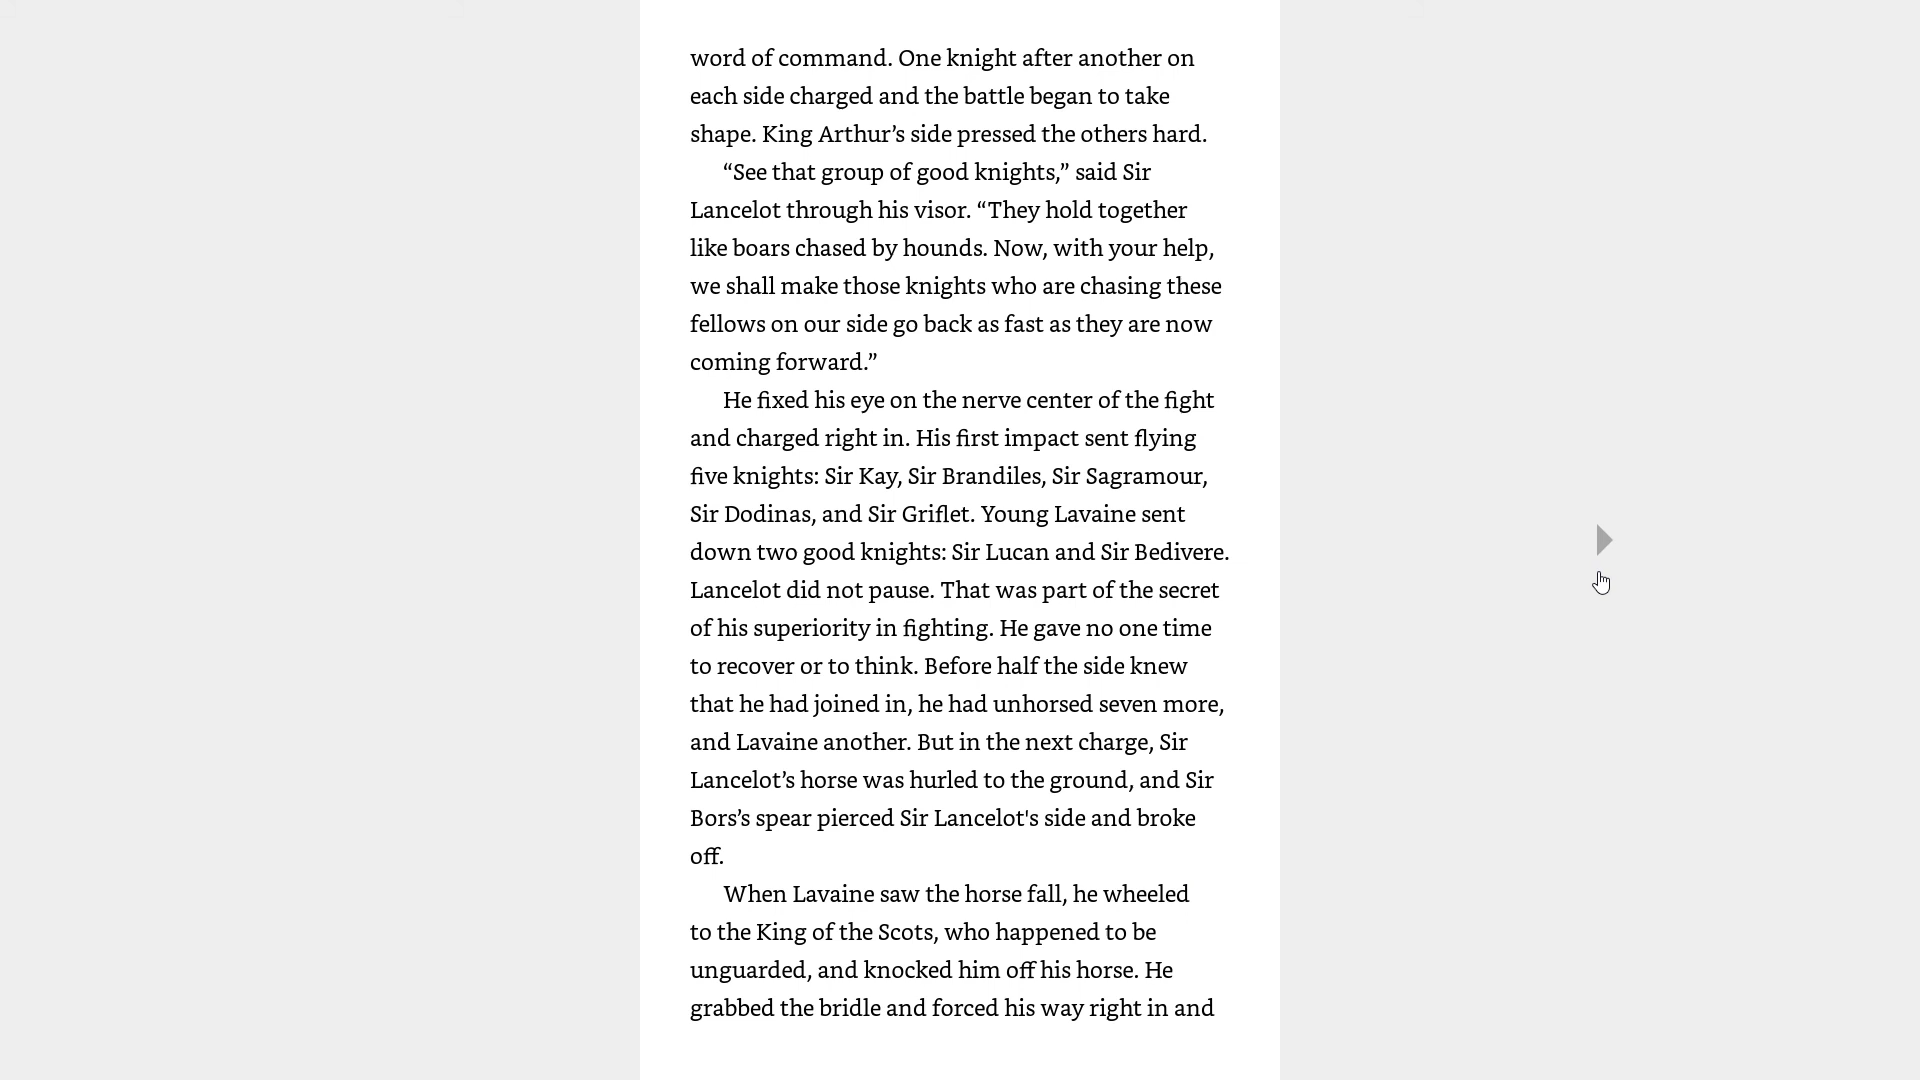 word of command. One knight after another on
each side charged and the battle began to take
shape. King Arthur’s side pressed the others hard.
“See that group of good knights,” said Sir
Lancelot through his visor. “They hold together
like boars chased by hounds. Now, with your help,
we shall make those knights who are chasing these
fellows on our side go back as fast as they are now
coming forward.”
He fixed his eye on the nerve center of the fight
and charged right in. His first impact sent flying
five knights: Sir Kay, Sir Brandiles, Sir Sagramour,
Sir Dodinas, and Sir Griflet. Young Lavaine sent
down two good knights: Sir Lucan and Sir Bedivere.
Lancelot did not pause. That was part of the secret
of his superiority in fighting. He gave no one time
to recover or to think. Before half the side knew
that he had joined in, he had unhorsed seven more,
and Lavaine another. But in the next charge, Sir
Lancelot’s horse was hurled to the ground, and Sir
Bors’s spear pierced Sir Lancelot's side and broke
off.
When Lavaine saw the horse fall, he wheeled
to the King of the Scots, who happened to be
unguarded, and knocked him off his horse. He
grabbed the bridle and forced his way right in and